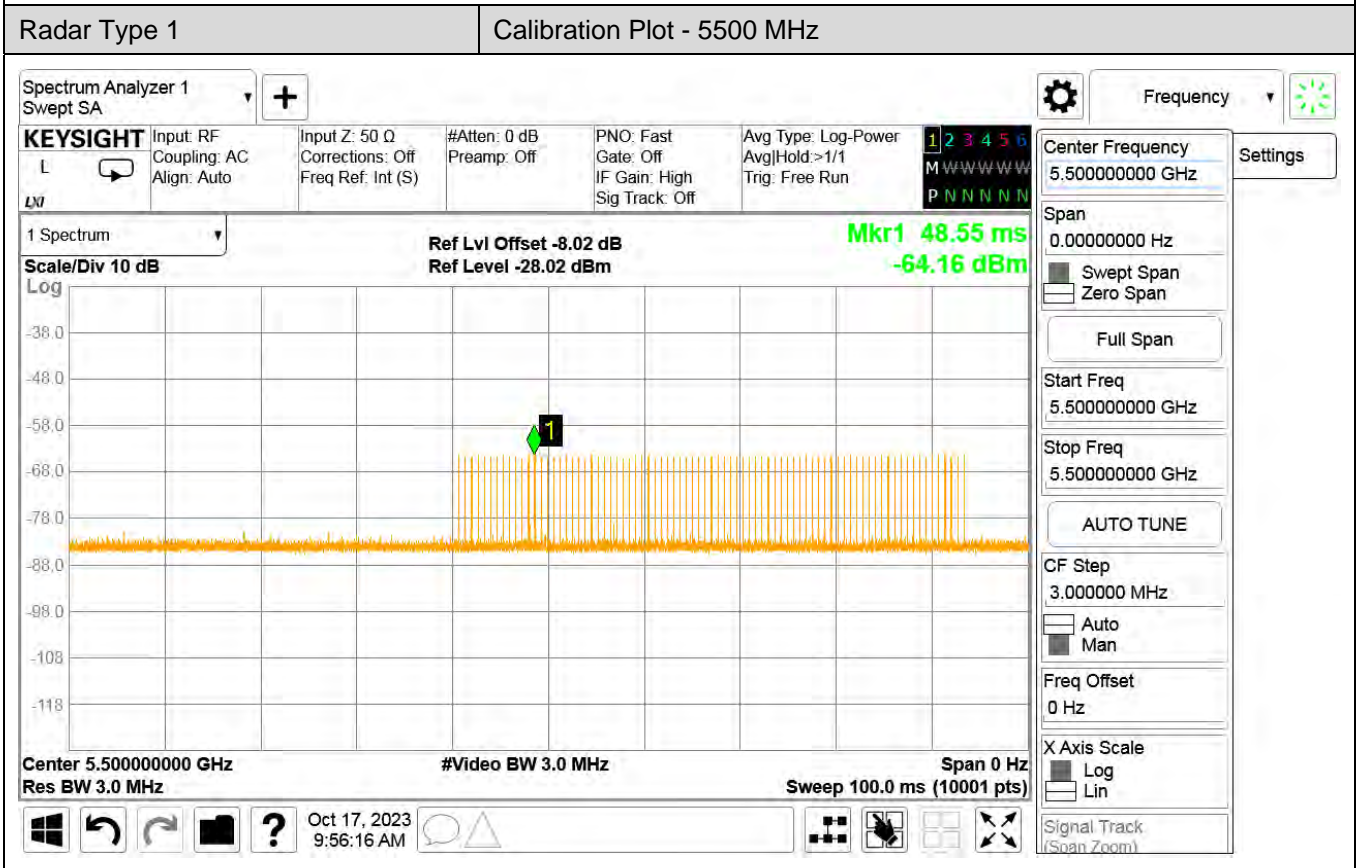 Radar Type 1
Calibration Plot - 5500 MHz
Spectrum Analyzer 1
Swept SA
Frequency
KEYSIGHT
L
LXI
Input: RF
Coupling: AC
Align: Auto
Input Z: 50 Ω
Corrections: Off
Freq Ref: Int (S)
#Atten: 0 dB
Preamp: Off
PNO: Fast
Gate: Off
IF Gain: High
Sig Track: Off
Avg Type: Log-Power
Avg|Hold:>1/1
Trig: Free Run
1 2 3 4 5 6
M W W W W W
P N N N N N
Settings
1 Spectrum
Scale/Div 10 dB
Log
Ref Lvl Offset -8.02 dB
Ref Level -28.02 dBm
Mkr1 48.55 ms
-64.16 dBm
-38.0
-48.0
-58.0
-68.0
-78.0
-88.0
-98.0
-108
-118
1
Center 5.500000000 GHz
Res BW 3.0 MHz
#Video BW 3.0 MHz
Span 0 Hz
Sweep 100.0 ms (10001 pts)
Center Frequency
5.500000000 GHz
Span
0.00000000 Hz
Swept Span
Zero Span
Full Span
Start Freq
5.500000000 GHz
Stop Freq
5.500000000 GHz
AUTO TUNE
CF Step
3.000000 MHz
Auto
Man
Freq Offset
0 Hz
X Axis Scale
Log
Lin
Signal Track
(Span Zoom)
?
Oct 17, 2023
9:56:16 AM